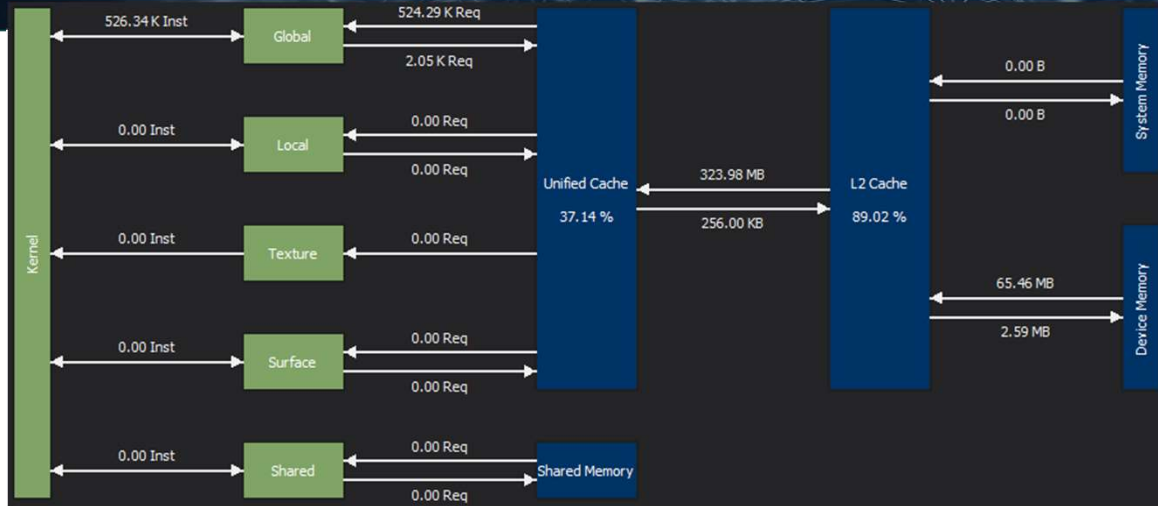 Kernel
526.34 K Inst
Global
524.29 K Req
2.05 K Req
0.00 Inst
Local
0.00 Req
0.00 Req
0.00 Inst
Texture
0.00 Req
0.00 Inst
Surface
0.00 Req
0.00 Req
0.00 Inst
Shared
0.00 Req
0.00 Req
Unified Cache
37.14 %
Shared Memory
323.98 MB
256.00 KB
L2 Cache
89.02 %
0.00 B
0.00 B
System Memory
65.46 MB
2.59 MB
Device Memory